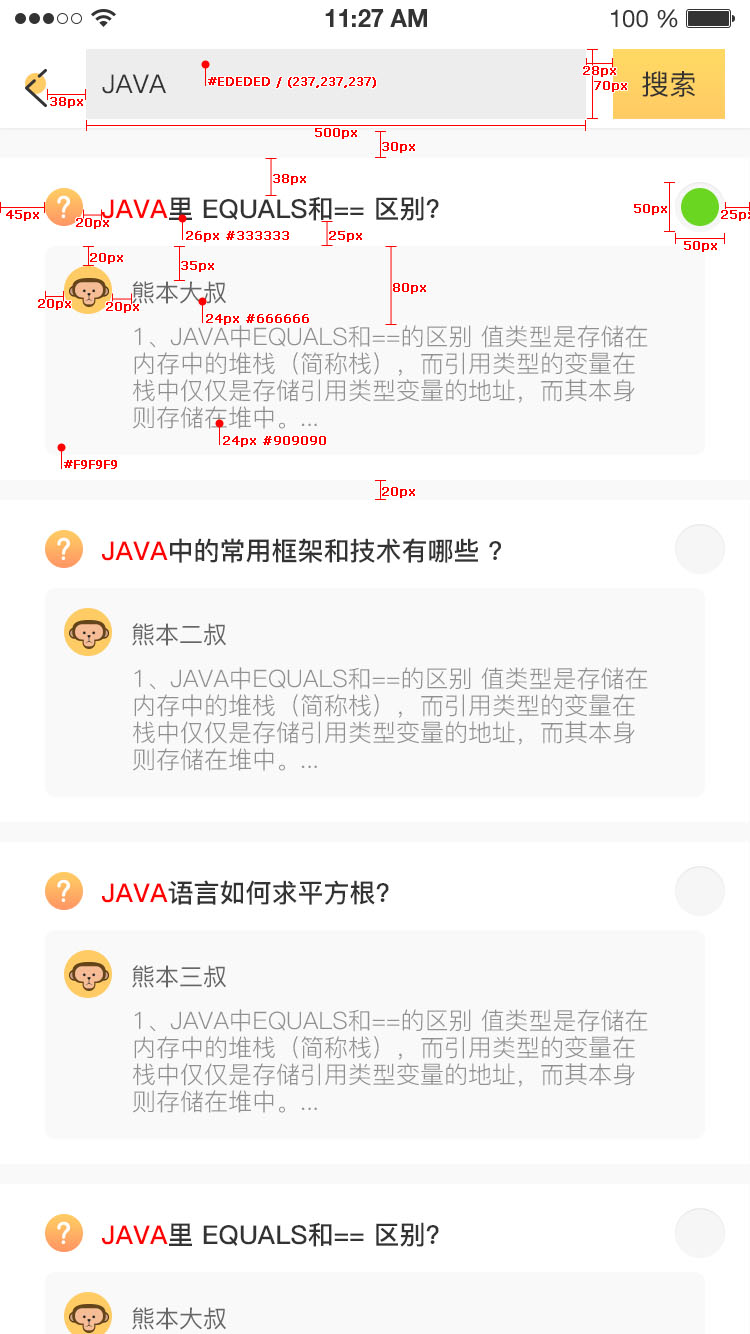 11:27 AM 100 %
JAVA
#EDEDED / (237,237,237)
28px
70px
搜索
38px
500px
30px
38px
45px
20px
JAVA里 EQUALS和== 区别?
50px
25px
26px #333333
25px
50px
20px
35px
80px
20px
20px
熊本大叔
24px #666666
1、JAVA中EQUALS和==的区别 值类型是存储在
内存中的堆栈（简称栈），而引用类型的变量在
栈中仅仅是存储引用类型变量的地址，而其本身
则存储在堆中。...
24px #909090
#F9F9F9
20px
JAVA中的常用框架和技术有哪些 ？
熊本二叔
1、JAVA中EQUALS和==的区别 值类型是存储在
内存中的堆栈（简称栈），而引用类型的变量在
栈中仅仅是存储引用类型变量的地址，而其本身
则存储在堆中。...
JAVA语言如何求平方根?
熊本三叔
1、JAVA中EQUALS和==的区别 值类型是存储在
内存中的堆栈（简称栈），而引用类型的变量在
栈中仅仅是存储引用类型变量的地址，而其本身
则存储在堆中。...
JAVA里 EQUALS和== 区别?
熊本大叔